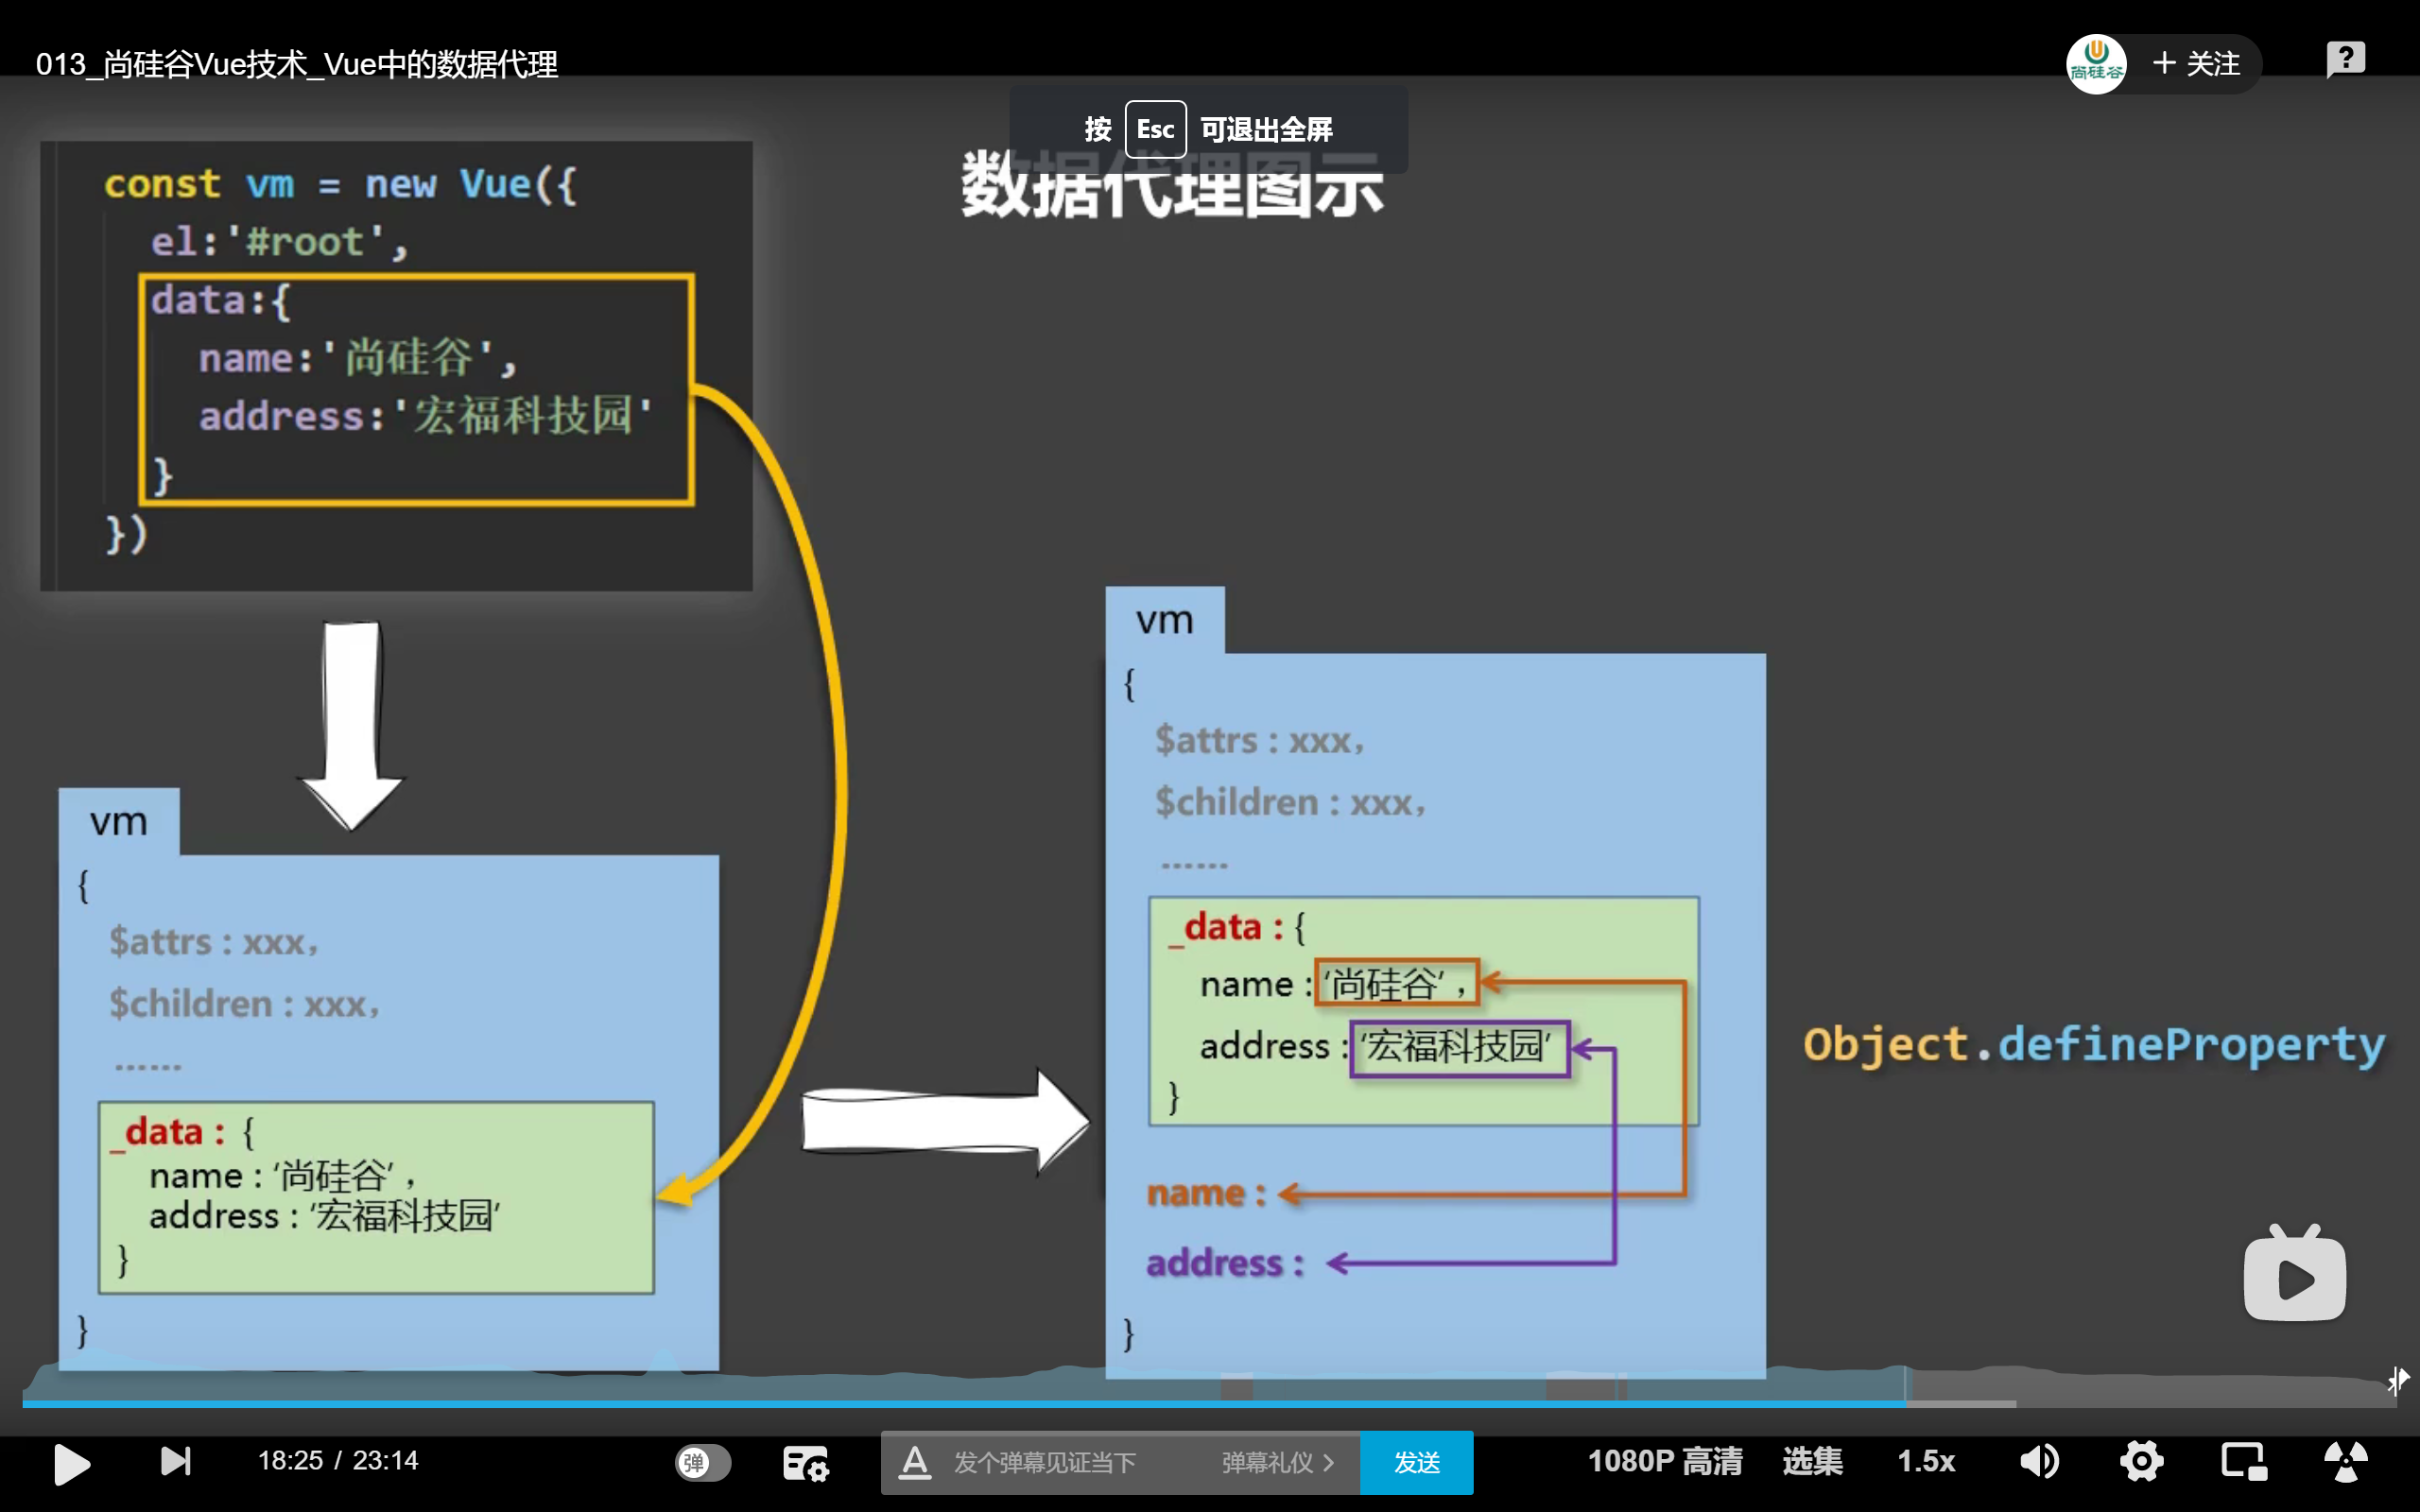 013_尚硅谷Vue技术_Vue中的数据代理
尚硅谷
+ 关注
?
按 Esc 可退出全屏
数据代理图示
const vm = new Vue({
el:'#root',
data:{
name:'尚硅谷',
address:'宏福科技园'
}
})
vm
{
$attrs : xxx,
$children : xxx,
......
_data : {
name : '尚硅谷' ,
address : '宏福科技园'
}
}
vm
{
$attrs : xxx,
$children : xxx,
......
_data : {
name : '尚硅谷' ,
address : '宏福科技园'
}
name :
address :
}
Object.defineProperty
18:25 / 23:14
弹
A 发个弹幕见证当下
弹幕礼仪 >
发送
1080P 高清
选集
1.5x